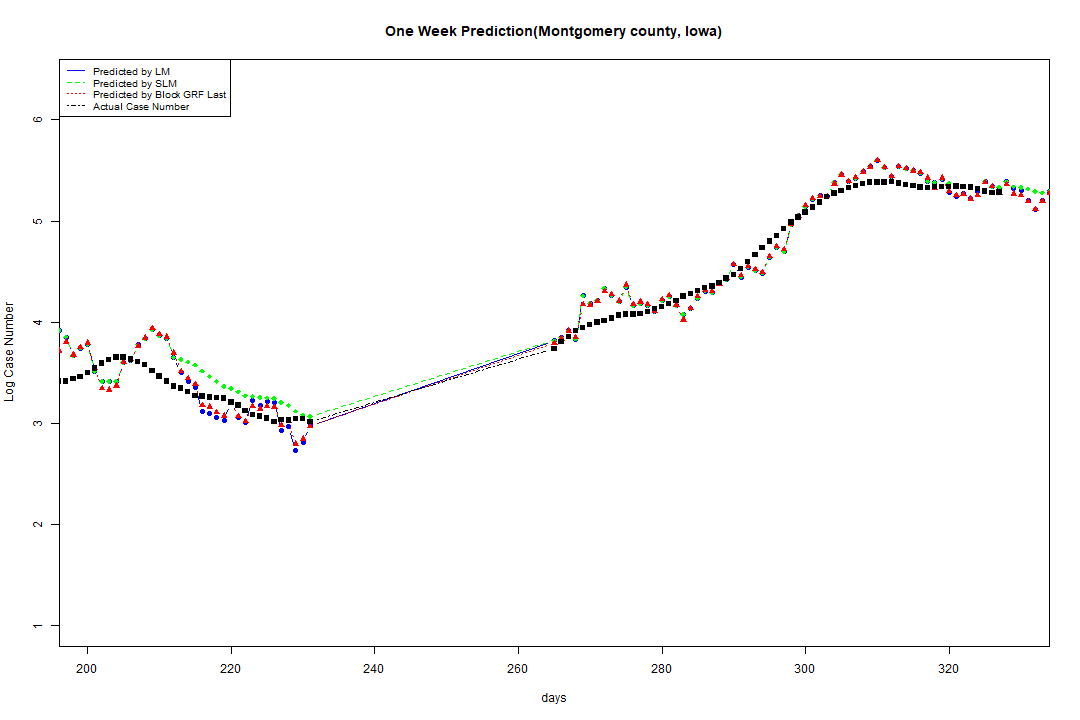 One Week Prediction(Montgomery county, Iowa)
Predicted by LM
Predicted by SLM
Predicted by Block GRF Last
Actual Case Number
Log Case Number
6
5
4
3
2
1
200 220 240 260 280 300 320
days